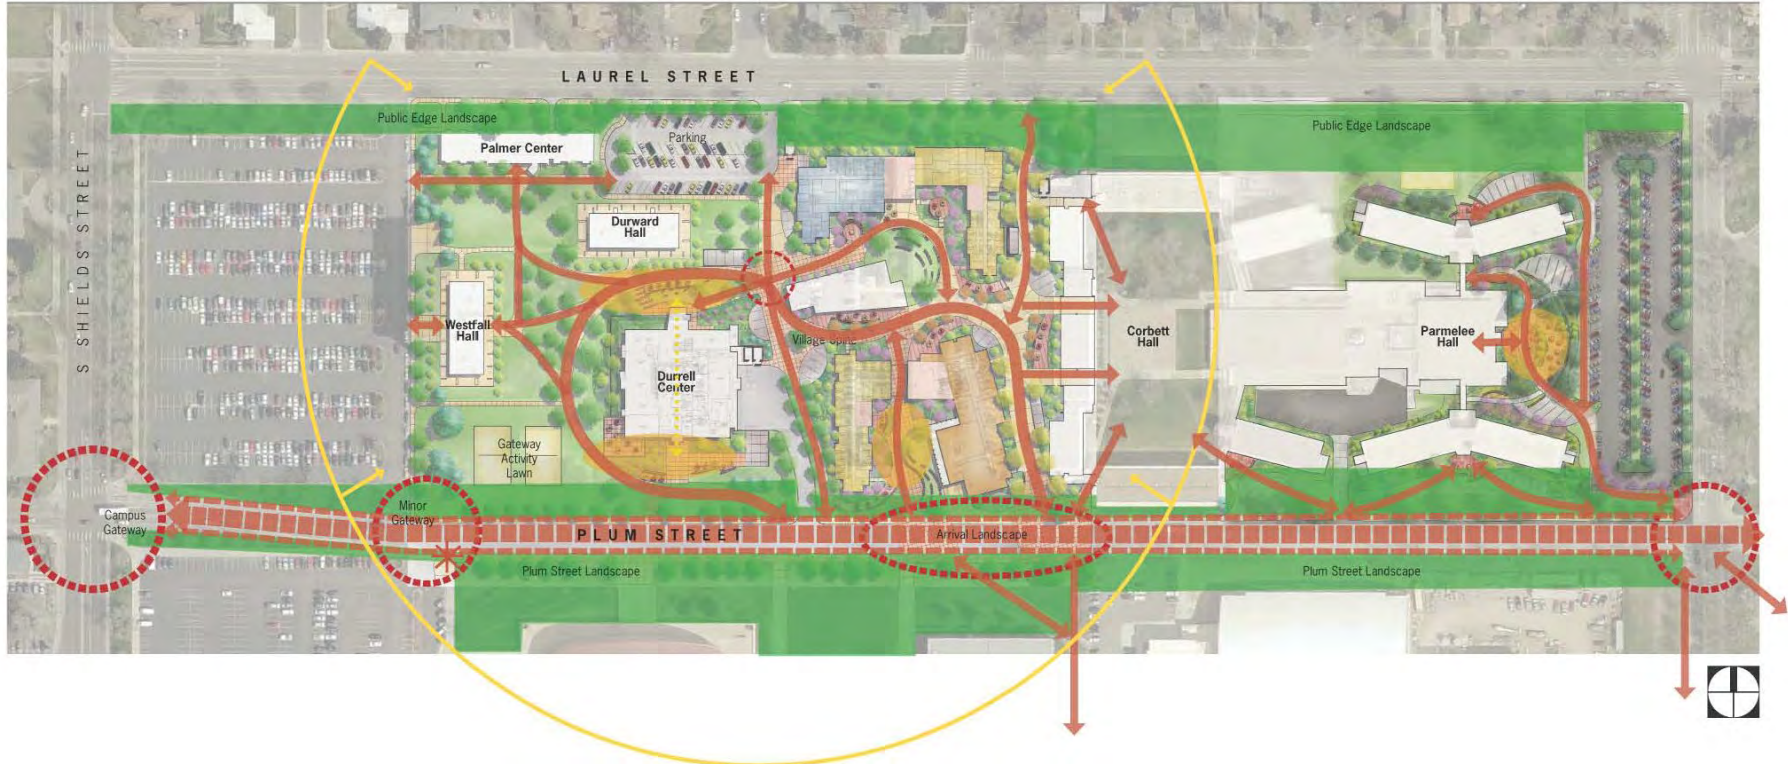 LAUREL STREET
Public Edge Landscape
Public Edge Landscape
Parking
Palmer Center
S SHIELDS STREET
Durward
Hall
Westfall
Hall
Corbett
Hall
Parmelee
Hall
Village Spine
Durrell
Center
Gateway
Activity
Lawn
Minor
Gateway
Campus
Gateway
PLUM STREET
Arrival Landscape
Plum Street Landscape
Plum Street Landscape